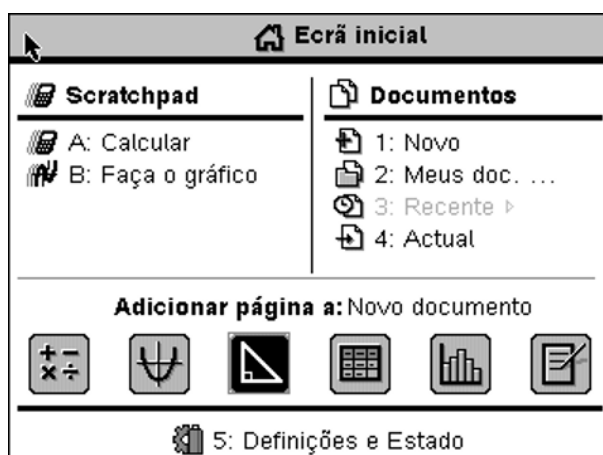 Ecrã inicial
Scratchpad
A: Calcular
B: Faça o gráfico
Documentos
1: Novo
2: Meus doc. ...
3: Recente ▹
4: Actual
Adicionar página a: Novo documento
5: Definições e Estado